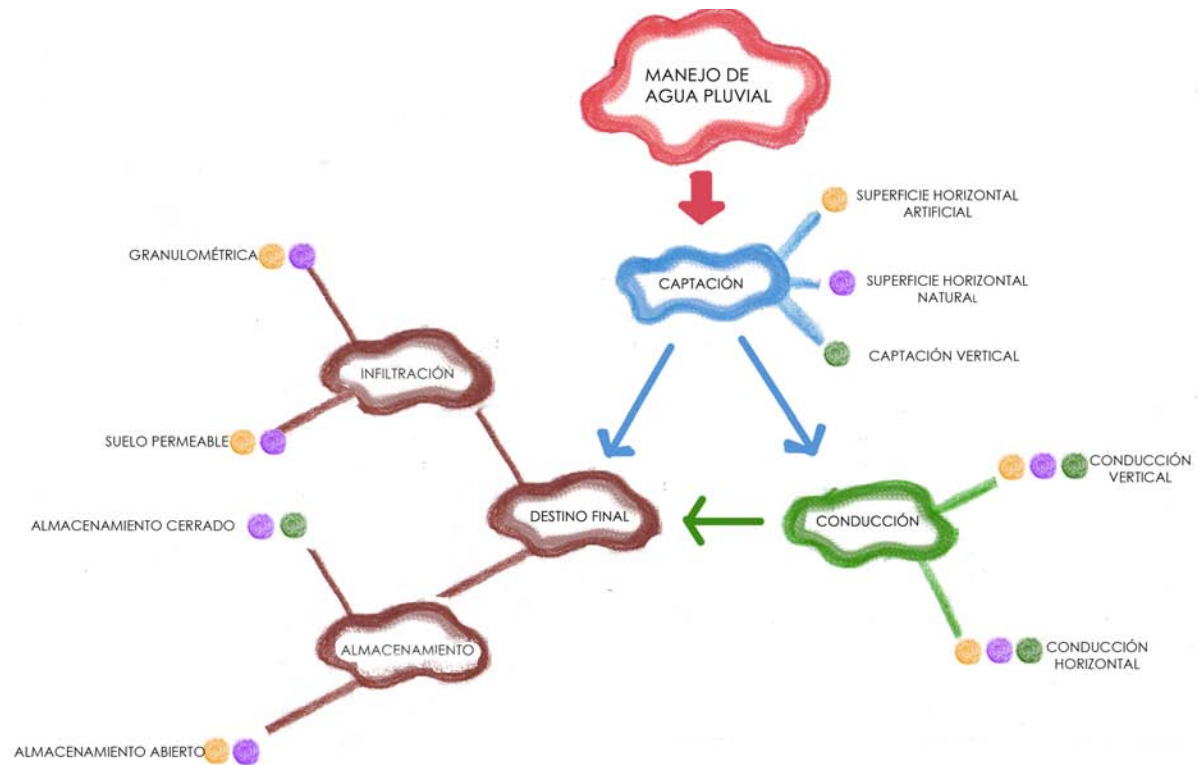 MANEJO DE
AGUA PLUVIAL
SUPERFICIE HORIZONTAL
ARTIFICIAL
CAPTACIÓN
SUPERFICIE HORIZONTAL
NATURAL
CAPTACIÓN VERTICAL
GRANULOMÉTRICA
INFILTRACIÓN
SUELO PERMEABLE
CONDUCCIÓN
VERTICAL
ALMACENAMIENTO CERRADO
DESTINO FINAL
CONDUCCIÓN
ALMACENAMIENTO
CONDUCCIÓN
HORIZONTAL
ALMACENAMIENTO ABIERTO